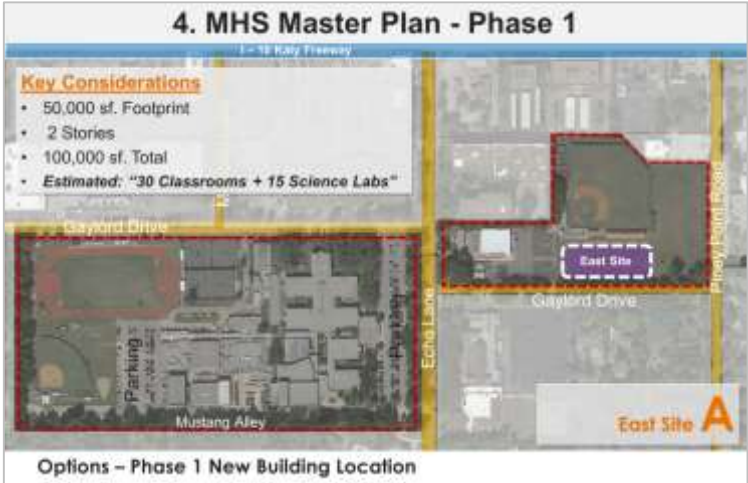 4. MHS Master Plan - Phase 1
I - 10 Katy Freeway
Key Considerations
• 50,000 sf. Footprint
• 2 Stories
• 100,000 sf. Total
• Estimated: "30 Classrooms + 15 Science Labs"
Gaylord Drive
Piney Point Road
East Site
Gaylord Drive
Echo Lane
Parking
Parking
Mustang Alley
East Site A
Options – Phase 1 New Building Location